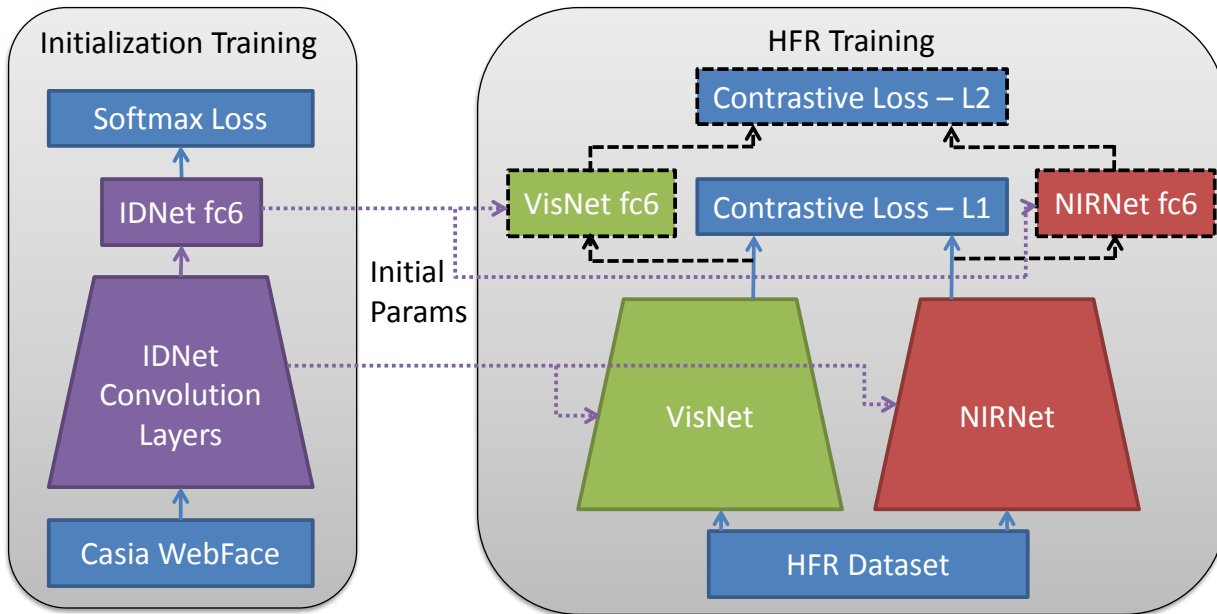 Initialization Training
Softmax Loss
IDNet fc6
IDNet
Convolution
Layers
Casia WebFace
Initial
Params
HFR Training
Contrastive Loss – L2
VisNet fc6
Contrastive Loss – L1
NIRNet fc6
VisNet
NIRNet
HFR Dataset